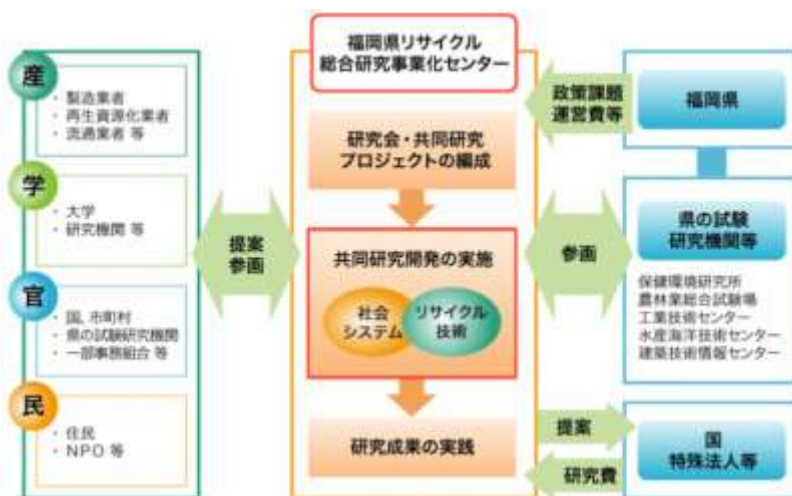 産
・ 製造業者
・ 再生資源化業者
・ 流通業者 等
学
・ 大学
・ 研究機関 等
官
・ 国、市町村
・ 県の試験研究機関
・ 一部事務組合 等
民
・ 住民
・ NPO 等
提案
参画
福岡県リサイクル
総合研究事業化センター
研究会・共同研究
プロジェクトの編成
共同研究開発の実施
社会
システム
リサイクル
技術
研究成果の実践
政策課題
運営費等
福岡県
参画
県の試験
研究機関等
保健環境研究所
農林業総合試験場
工業技術センター
水産海洋技術センター
建築技術情報センター
提案
研究費
国
特殊法人等